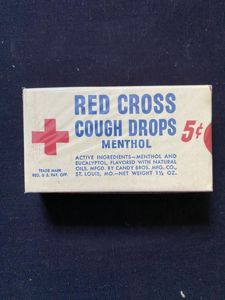 RED CROSS
COUGH DROPS 5¢
MENTHOL
ACTIVE INGREDIENTS—MENTHOL AND
EUCALYPTOL, FLAVORED WITH NATURAL
OILS. MFGD. BY CANDY BROS. MFG. CO.,
ST. LOUIS, MO.—NET WEIGHT 1½ OZ.
TRADE MARK
REG. U.S. PAT. OFF.